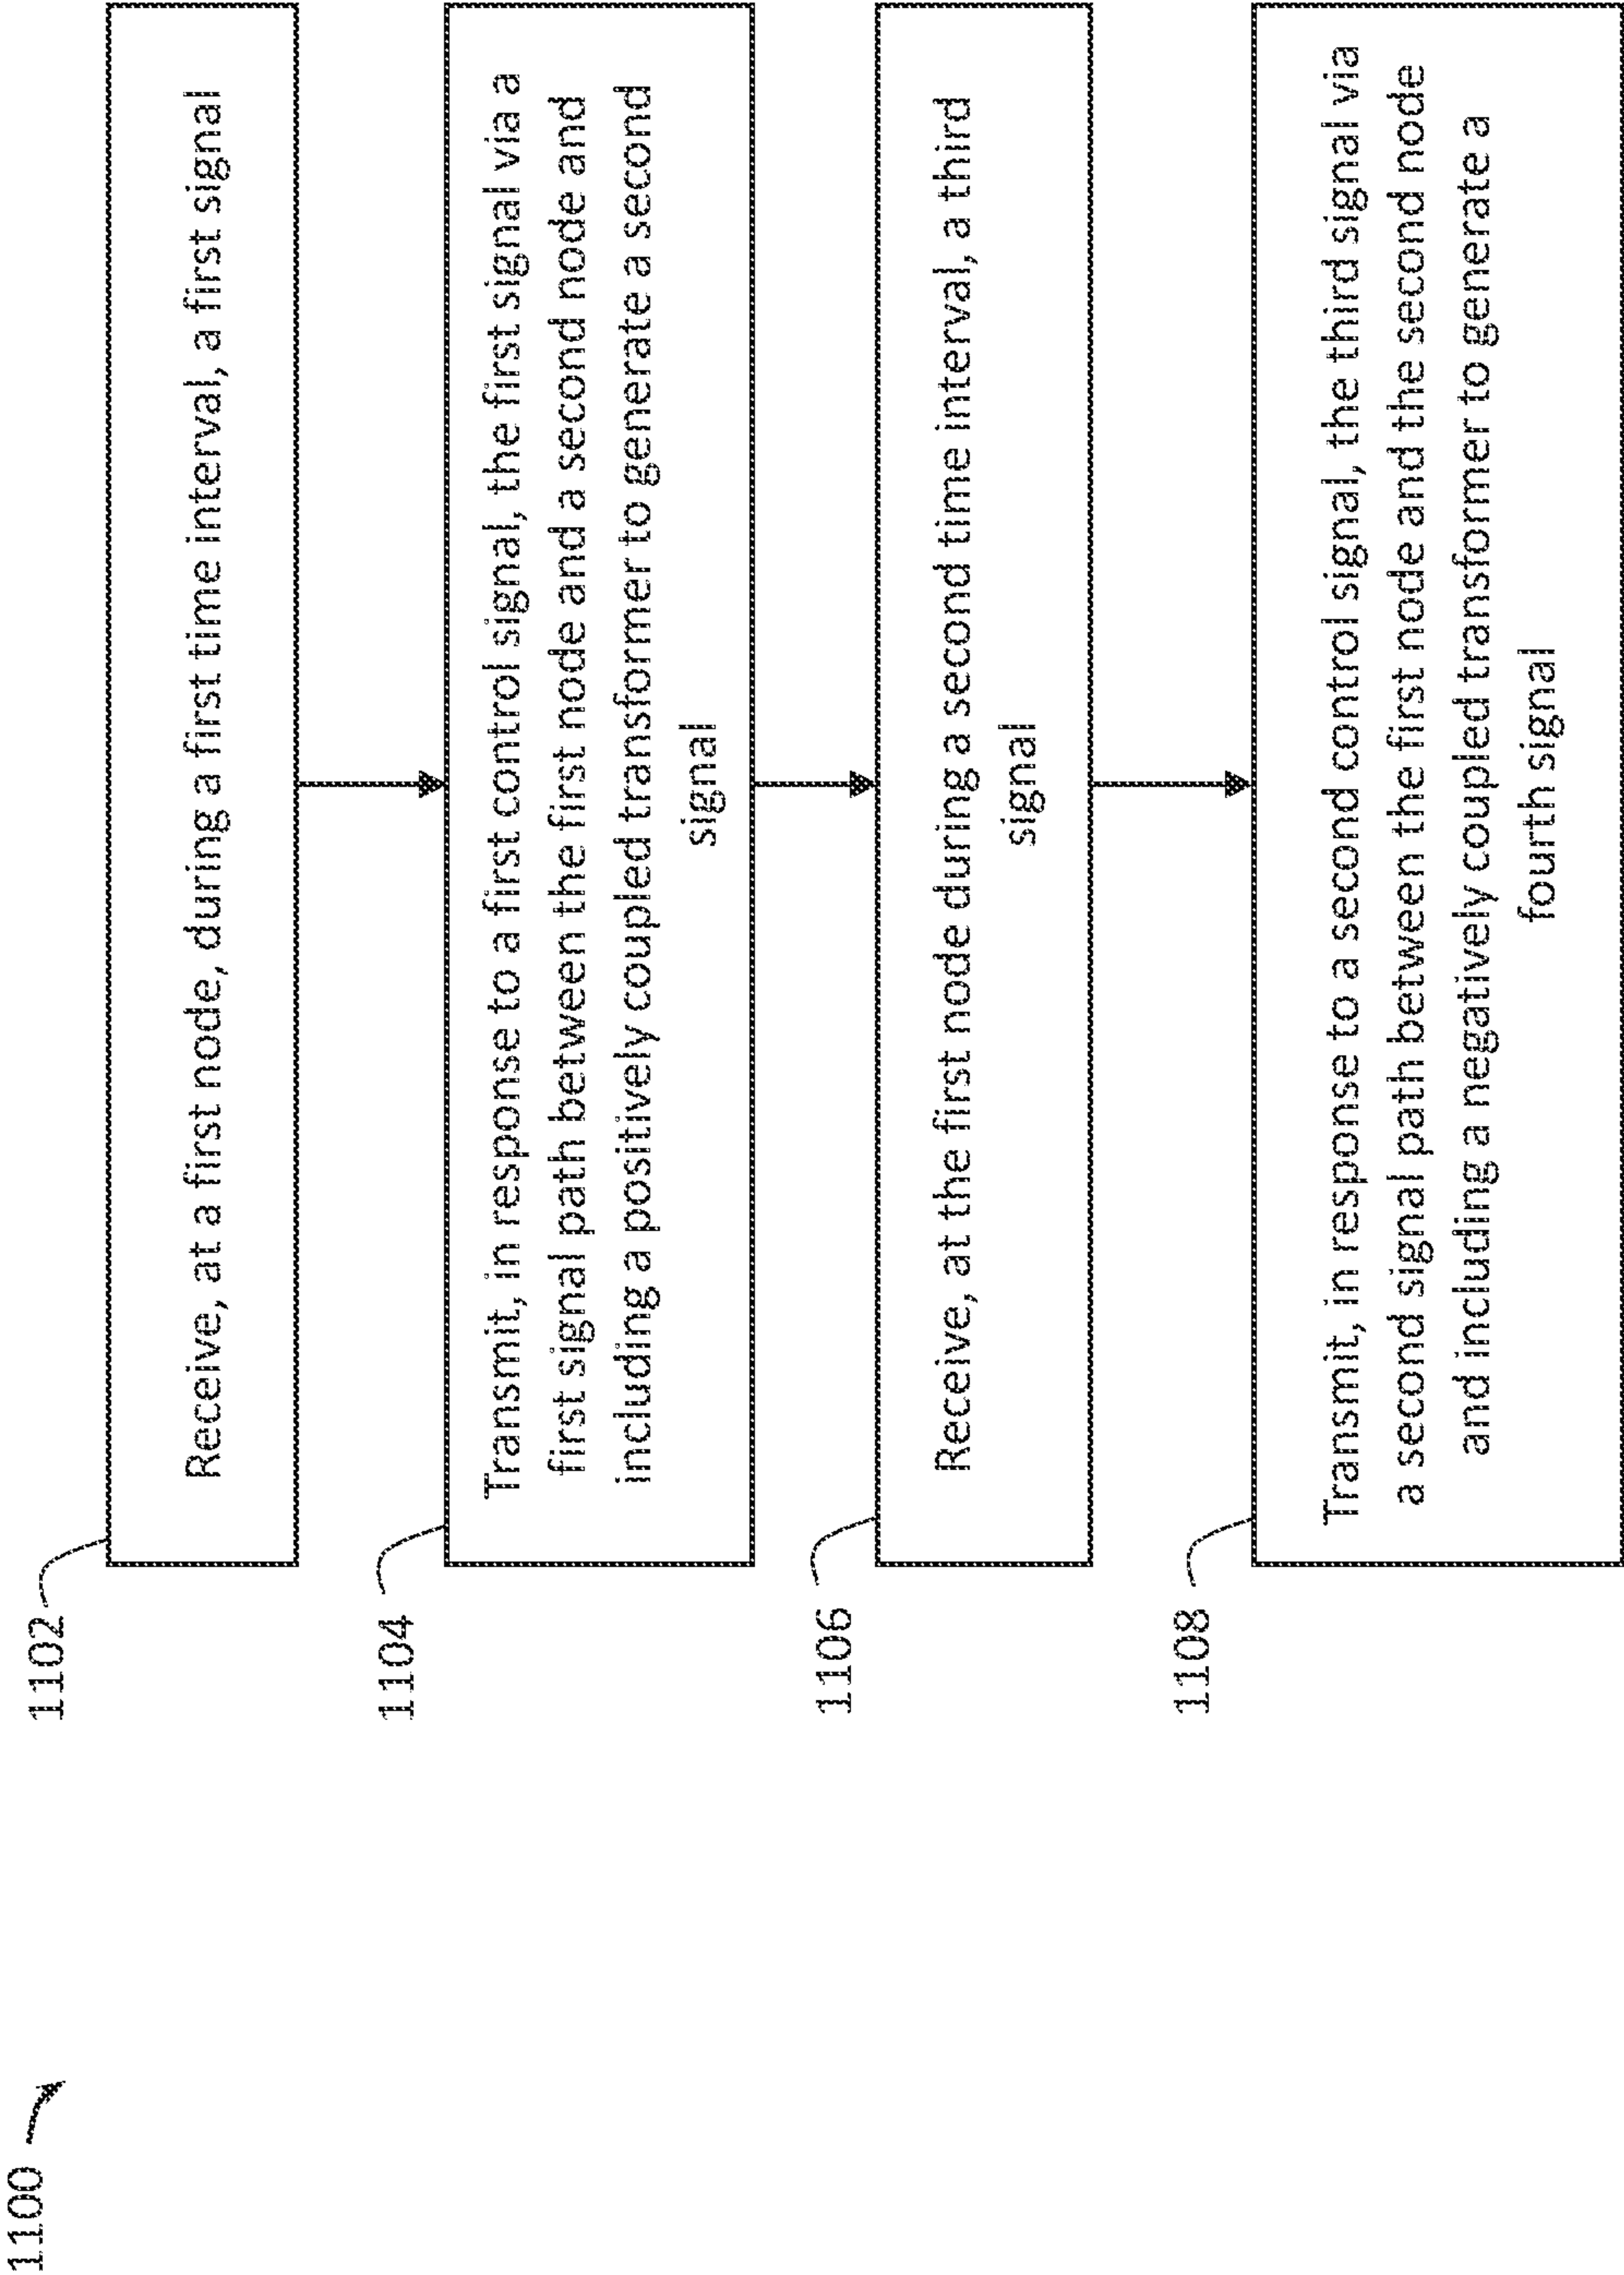 1100
1102
Receive, at a first node, during a first time interval, a first signal
1104
Transmit, in response to a first control signal, the first signal via a
first signal path between the first node and a second node and
including a positively coupled transformer to generate a second
signal
1106
Receive, at the first node during a second time interval, a third
signal
1108
Transmit, in response to a second control signal, the third signal via
a second signal path between the first node and the second node
and including a negatively coupled transformer to generate a
fourth signal